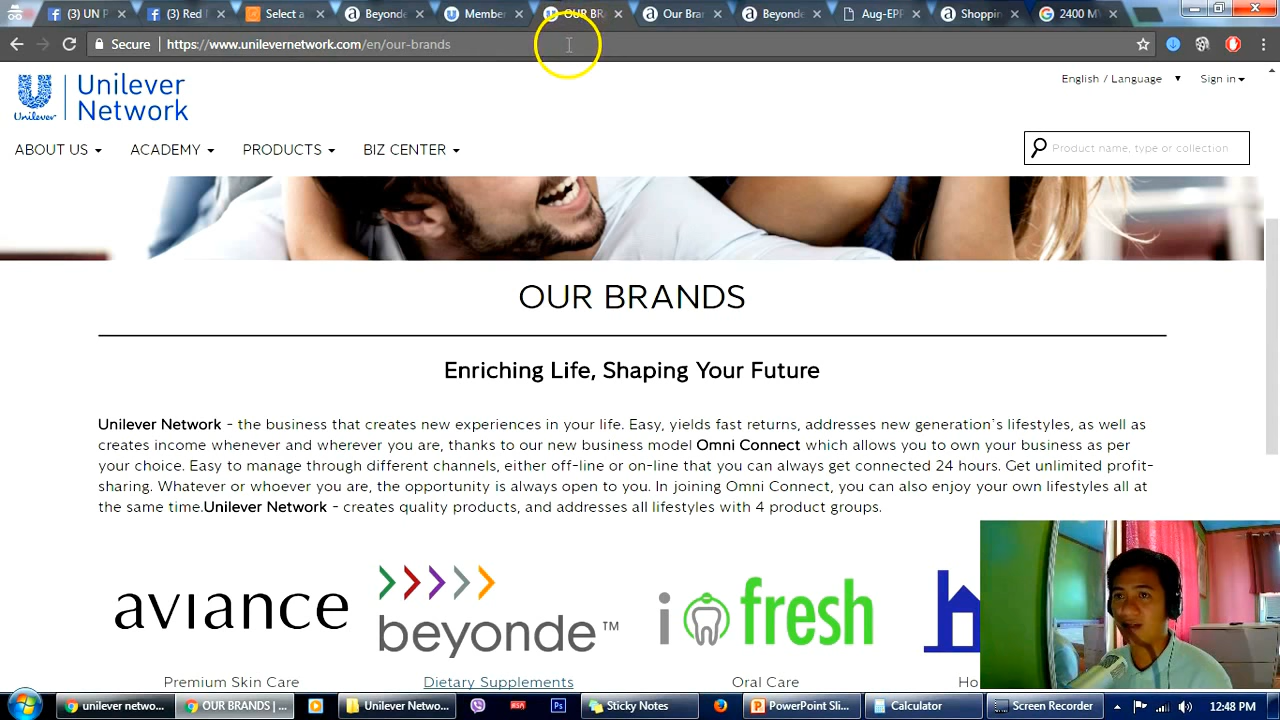 (3) UN P
(3) Red N
Select a
Beyonde
Member
OUR BR
Our Bra
Beyonde
Aug-EPP
Shoppin
2400 M
Secure
https://www.unilevernetwork.com/en/our-brands
Unilever
Unilever
Network
English / Language
Sign in
ABOUT US
ACADEMY
PRODUCTS
BIZ CENTER
Product name, type or collection
OUR BRANDS
Enriching Life, Shaping Your Future
Unilever Network - the business that creates new experiences in your life. Easy, yields fast returns, addresses new generation`s lifestyles, as well as
creates income whenever and wherever you are, thanks to our new business model Omni Connect which allows you to own your business as per
your choice. Easy to manage through different channels, either off-line or on-line that you can always get connected 24 hours. Get unlimited profit-
sharing. Whatever or whoever you are, the opportunity is always open to you. In joining Omni Connect, you can also enjoy your own lifestyles all at
the same time.Unilever Network - creates quality products, and addresses all lifestyles with 4 product groups.
aviance
beyonde™
i fresh
h
Premium Skin Care
Dietary Supplements
Oral Care
Ho
unilever netwo...
OUR BRANDS | ...
Unilever Netwo...
RSA
Ps
Sticky Notes
PowerPoint Sli...
Calculator
Screen Recorder
12:48 PM